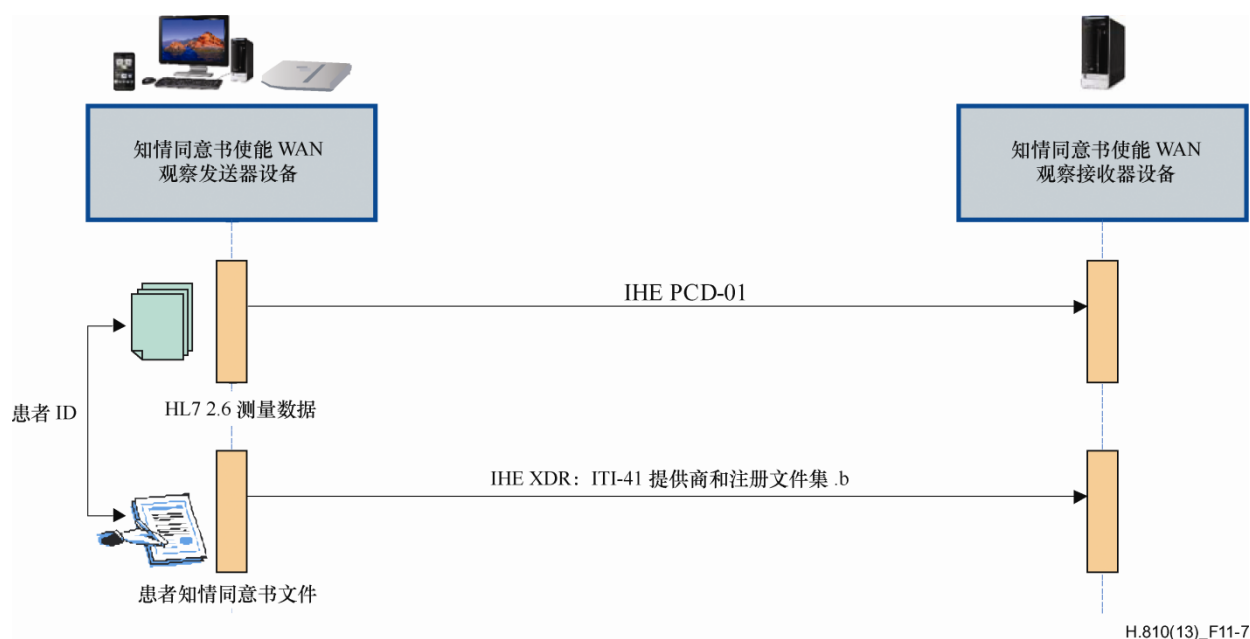 知情同意书使能 WAN
观察发送器设备
知情同意书使能 WAN
观察接收器设备
IHE PCD-01
患者 ID
HL7 2.6 测量数据
IHE XDR：ITI-41 提供商和注册文件集 .b
患者知情同意书文件
H.810(13)_F11-7